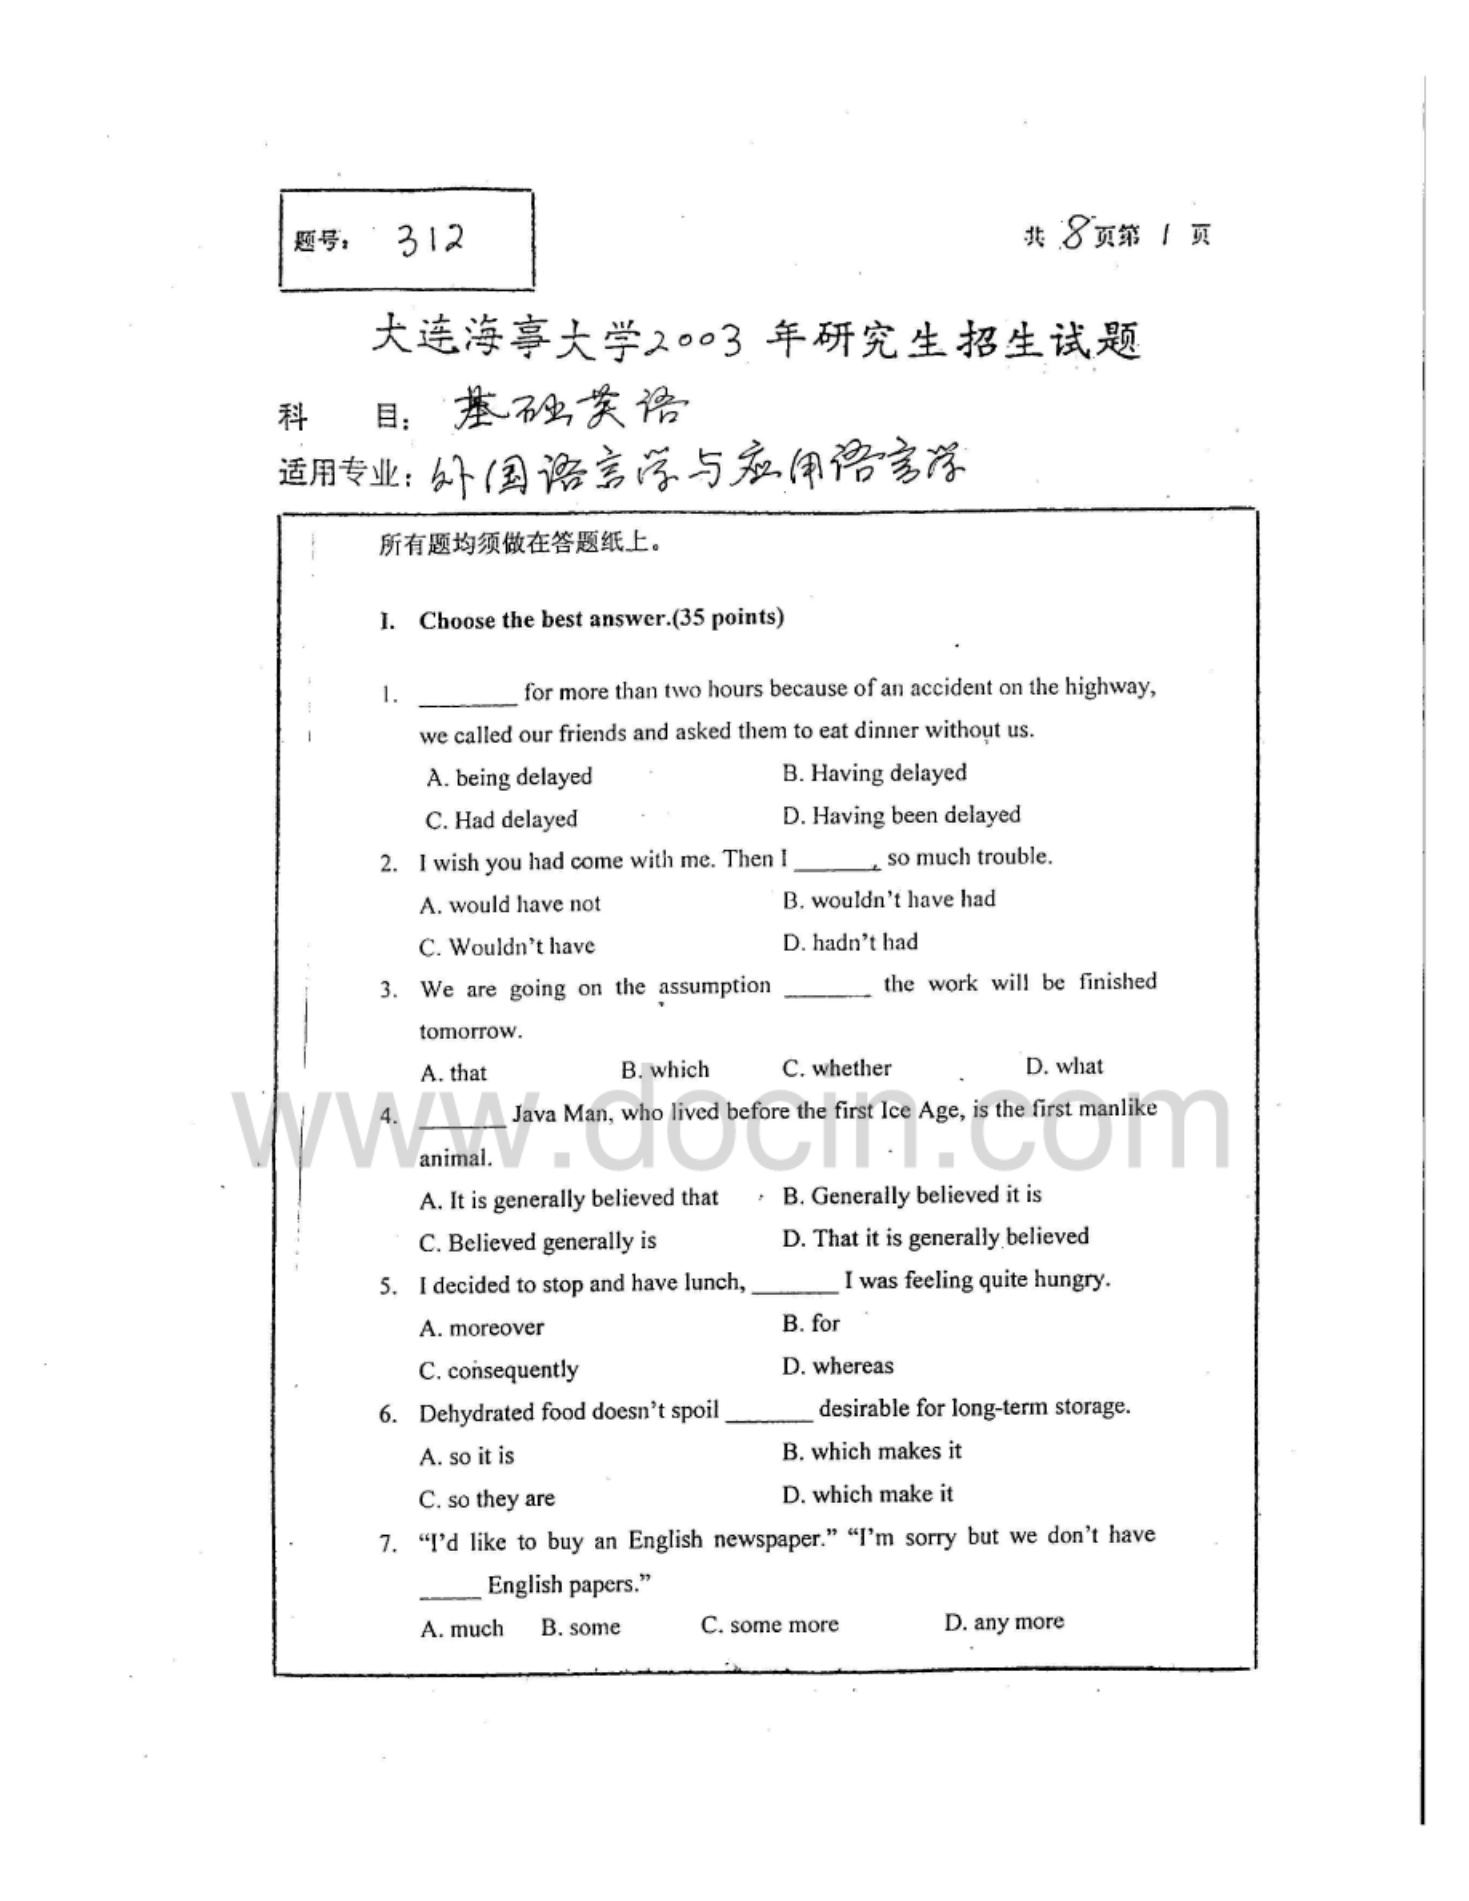 题号： 312
共 8 页第 1 页
大连海事大学2003 年研究生招生试题
科 目： 基础英语
适用专业：外国语言学与应用语言学
所有题均须做在答题纸上。
I. Choose the best answer.(35 points)
1. ________ for more than two hours because of an accident on the highway,
we called our friends and asked them to eat dinner without us.
A. being delayed B. Having delayed
C. Had delayed D. Having been delayed
2. I wish you had come with me. Then I _______ so much trouble.
A. would have not B. wouldn't have had
C. Wouldn't have D. hadn't had
3. We are going on the assumption _______ the work will be finished
tomorrow.
A. that B. which C. whether D. what
4. _______ Java Man, who lived before the first Ice Age, is the first manlike
animal.
A. It is generally believed that B. Generally believed it is
C. Believed generally is D. That it is generally believed
5. I decided to stop and have lunch, _______ I was feeling quite hungry.
A. moreover B. for
C. consequently D. whereas
6. Dehydrated food doesn't spoil _______ desirable for long-term storage.
A. so it is B. which makes it
C. so they are D. which make it
7. "I'd like to buy an English newspaper." "I'm sorry but we don't have
_____ English papers."
A. much B. some C. some more D. any more
www.docin.com